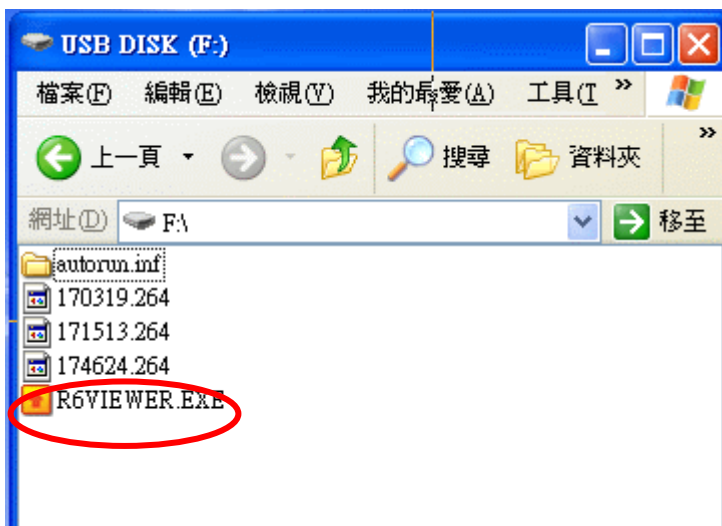 USB DISK (F:)
檔案(F) 編輯(E) 檢視(V) 我的最愛(A) 工具(T »
上一頁 搜尋 資料夾 »
網址(D) F:\ 移至
autorun.inf
170319.264
171513.264
174624.264
R6VIEWER.EXE